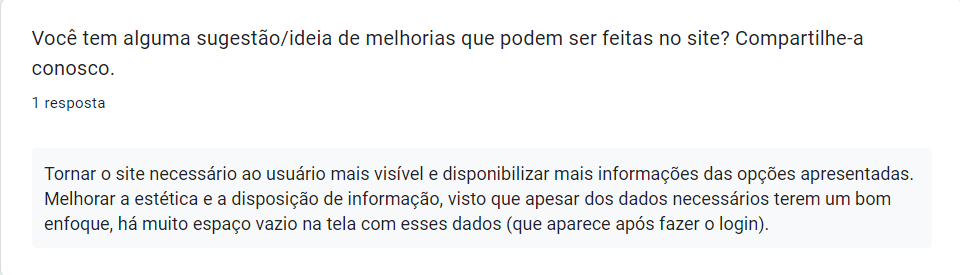 Você tem alguma sugestão/ideia de melhorias que podem ser feitas no site? Compartilhe-a
conosco.
1 resposta
Tornar o site necessário ao usuário mais visível e disponibilizar mais informações das opções apresentadas.
Melhorar a estética e a disposição de informação, visto que apesar dos dados necessários terem um bom
enfoque, há muito espaço vazio na tela com esses dados (que aparece após fazer o login).